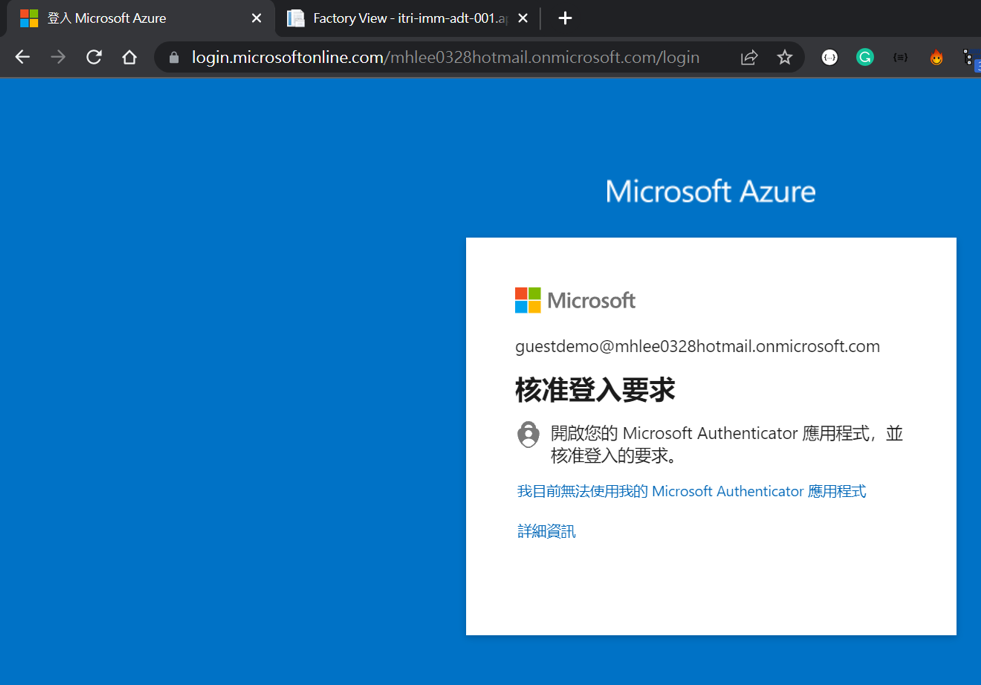 登入 Microsoft Azure
Factory View - itri-imm-adt-001.a
login.microsoftonline.com/mhlee0328hotmail.onmicrosoft.com/login
Microsoft Azure
Microsoft
guestdemo@mhlee0328hotmail.onmicrosoft.com
核准登入要求
開啟您的 Microsoft Authenticator 應用程式，並
核准登入的要求。
我目前無法使用我的 Microsoft Authenticator 應用程式
詳細資訊